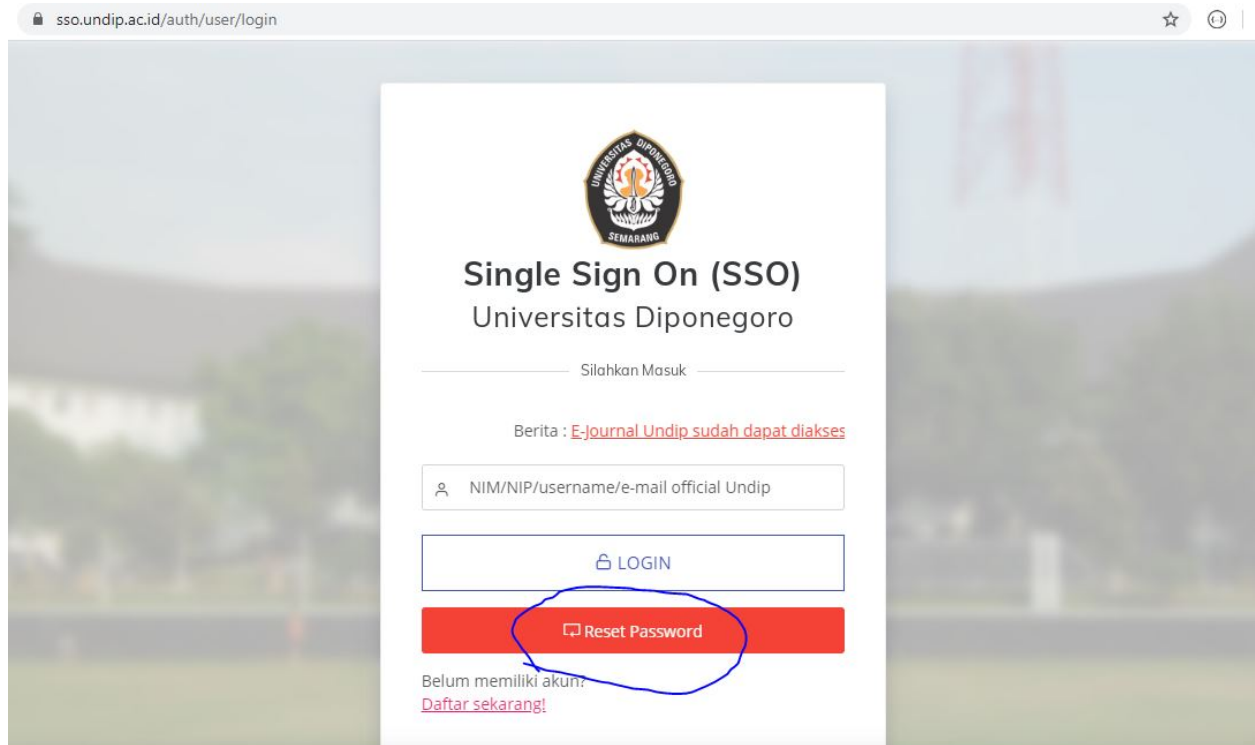 sso.undip.ac.id/auth/user/login
UNIVERSITAS DIPONEGORO
SEMARANG
Single Sign On (SSO)
Universitas Diponegoro
Silahkan Masuk
Berita : E-Journal Undip sudah dapat diakses
NIM/NIP/username/e-mail official Undip
LOGIN
Reset Password
Belum memiliki akun?
Daftar sekarang!